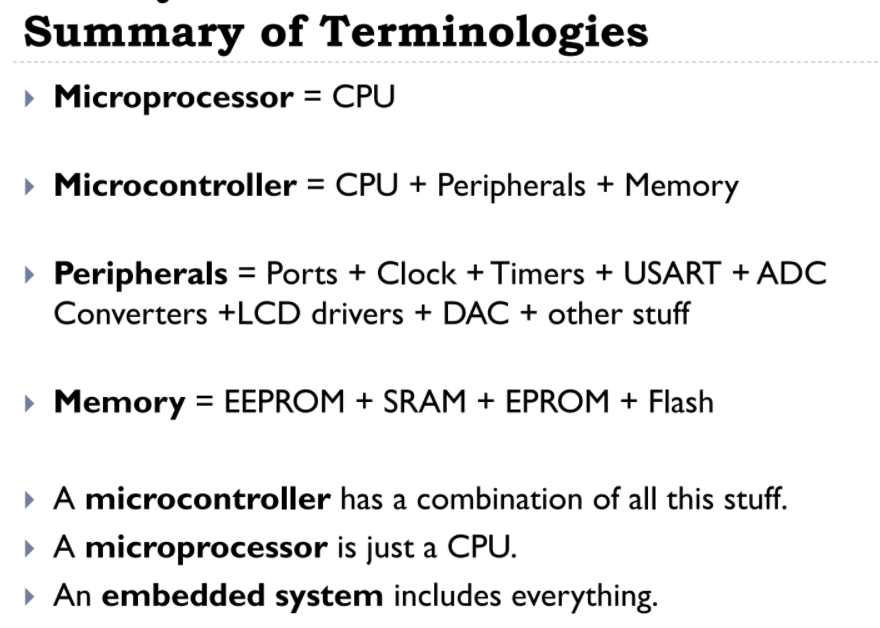 Summary of Terminologies
Microprocessor = CPU
Microcontroller = CPU + Peripherals + Memory
Peripherals = Ports + Clock + Timers + USART + ADC
Converters +LCD drivers + DAC + other stuff
Memory = EEPROM + SRAM + EPROM + Flash
A microcontroller has a combination of all this stuff.
A microprocessor is just a CPU.
An embedded system includes everything.